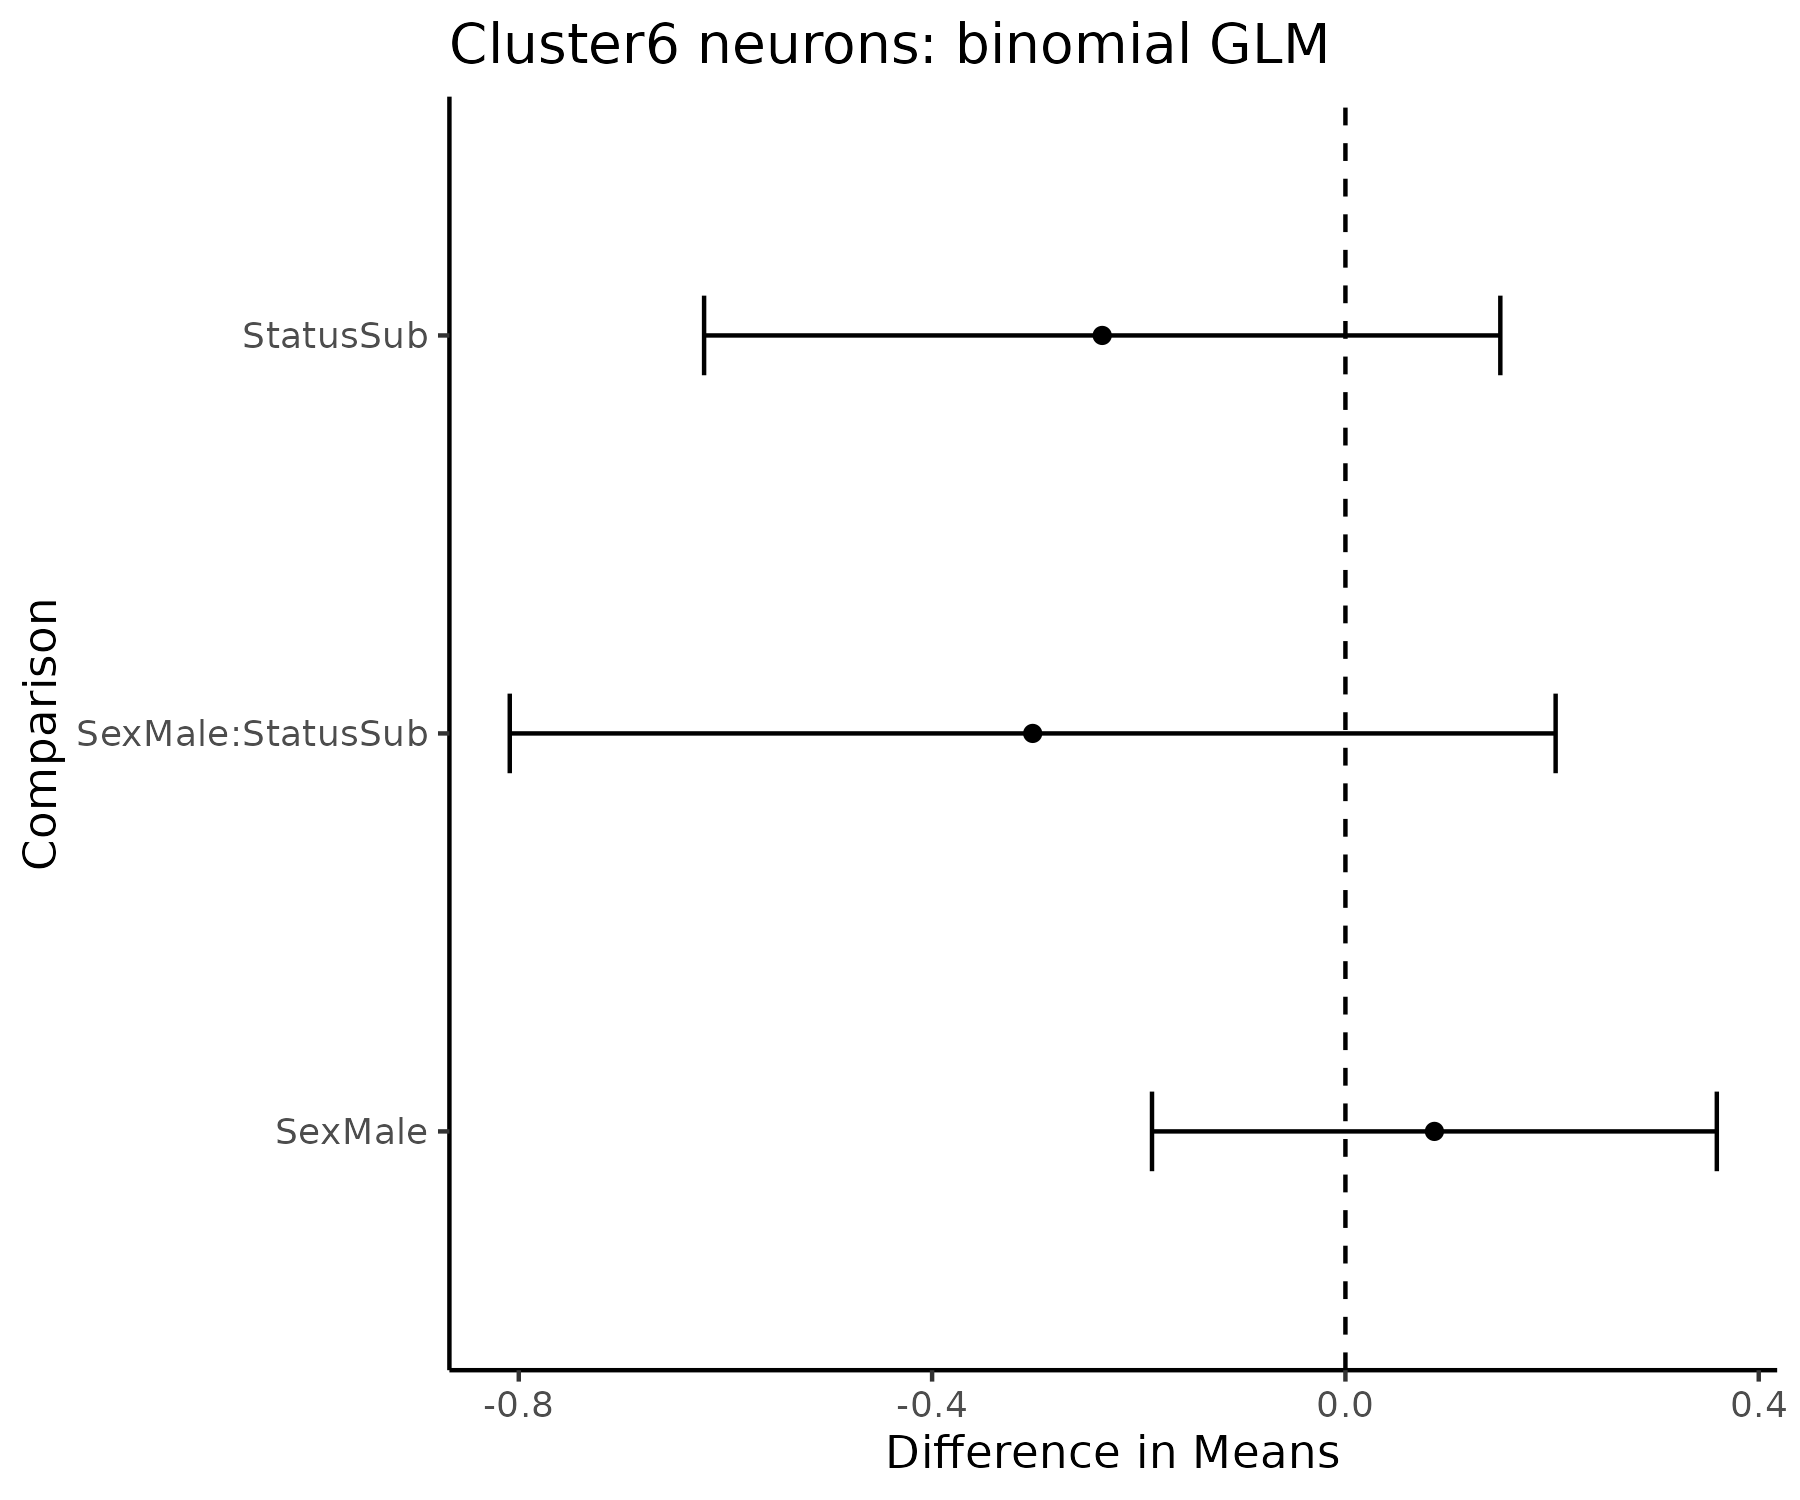 Cluster6 neurons: binomial GLM
Comparison
StatusSub
SexMale:StatusSub
SexMale
-0.8
-0.4
0.0
0.4
Difference in Means